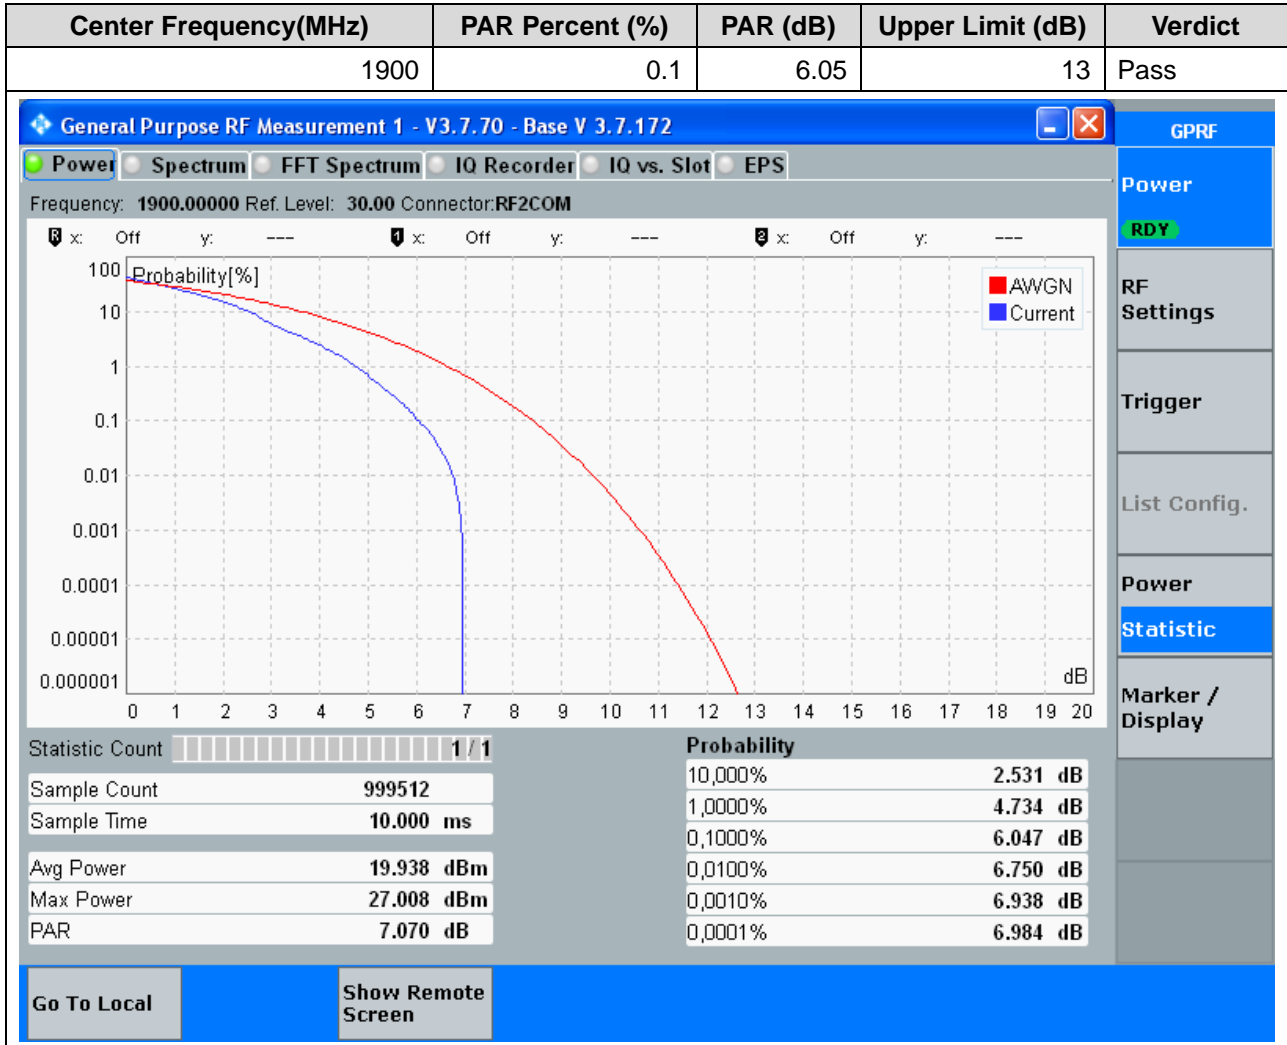 Center Frequency(MHz) PAR Percent (%) PAR (dB) Upper Limit (dB) Verdict
1900 0.1 6.05 13 Pass
General Purpose RF Measurement 1 - V3.7.70 - Base V 3.7.172
GPRF
Power Spectrum FFT Spectrum IQ Recorder IQ vs. Slot EPS
Power
RDY
Frequency: 1900.00000 Ref. Level: 30.00 Connector:RF2COM
R x: Off y: --- 1 x: Off y: --- 2 x: Off y: ---
Probability[%]
AWGN
Current
100
10
1
0.1
0.01
0.001
0.0001
0.00001
0.000001
dB
0 1 2 3 4 5 6 7 8 9 10 11 12 13 14 15 16 17 18 19 20
RF
Settings
Trigger
List Config.
Power
Statistic
Marker /
Display
Statistic Count 1 / 1
Sample Count 999512
Sample Time 10.000 ms
Avg Power 19.938 dBm
Max Power 27.008 dBm
PAR 7.070 dB
Probability
10,000% 2.531 dB
1,0000% 4.734 dB
0,1000% 6.047 dB
0,0100% 6.750 dB
0,0010% 6.938 dB
0,0001% 6.984 dB
Go To Local
Show Remote
Screen